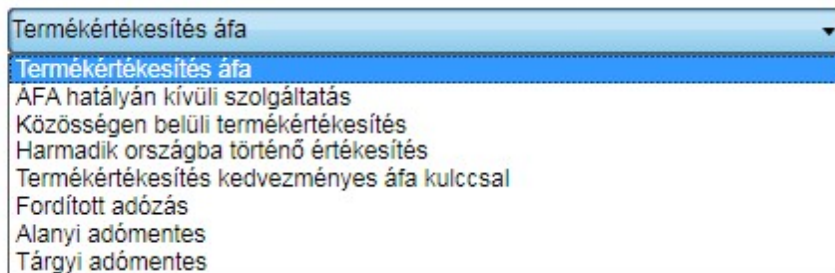 Termékértékesítés áfa
Termékértékesítés áfa
ÁFA hatályán kívüli szolgáltatás
Közösségen belüli termékértékesítés
Harmadik országba történő értékesítés
Termékértékesítés kedvezményes áfa kulccsal
Fordított adózás
Alanyi adómentes
Tárgyi adómentes